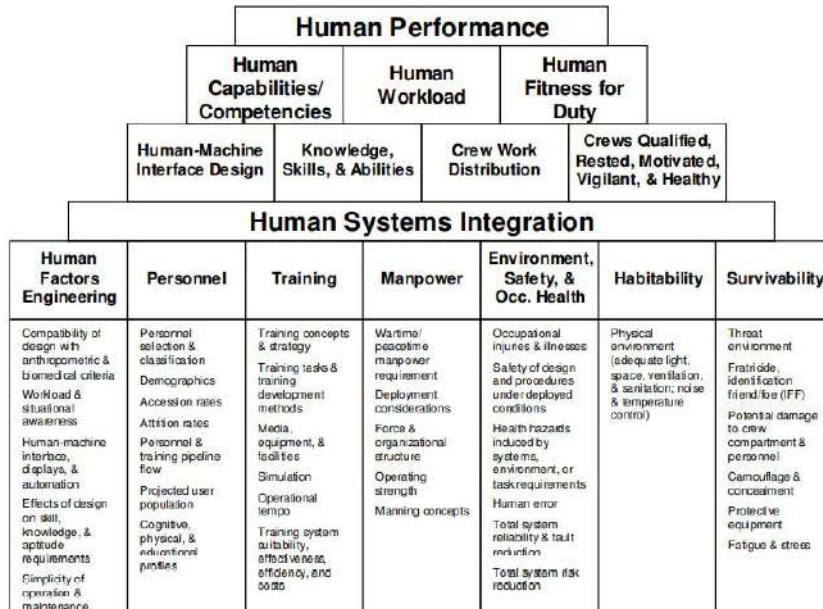 Human Performance
Human
Capabilities/
Competencies
Human
Workload
Human
Fitness for
Duty
Human-Machine
Interface Design
Knowledge,
Skills, & Abilities
Crew Work
Distribution
Crews Qualified,
Rested, Motivated,
Vigilant, & Healthy
Human Systems Integration
Human
Factors
Engineering
Compatibility of
design with
anthropometric &
biomedical criteria
Workload &
situational
awareness
Human-machine
interface,
displays, &
automation
Effects of design
on skill,
knowledge, &
aptitude
requirements
Simplicity of
operation &
maintenance
Personnel
Personnel
selection &
classification
Demographics
Accession rates
Attrition rates
Personnel &
training pipeline
flow
Projected user
population
Cognitive,
physical, &
educational
profiles
Training
Training concepts
& strategy
Training tasks &
training
development
methods
Media,
equipment, &
facilities
Simulation
Operational
tempo
Training system
suitability,
effectiveness,
efficiency, and
costs
Manpower
Wartime/
peacetime
manpower
requirement
Deployment
considerations
Force &
organizational
structure
Operating
strength
Manning concepts
Environment,
Safety, &
Occ. Health
Occupational
injuries & illnesses
Safety of design
and procedures
under deployed
conditions
Health hazards
induced by
systems,
environment, or
task requirements
Human error
Total system
reliability & fault
reduction
Total system risk
reduction
Habitability
Physical
environment
(adequate light,
space, ventilation,
& sanitation; noise
& temperature
control)
Survivability
Threat
environment
Fratricide,
identification
friend/foe (IFF)
Potential damage
to crew
compartment &
personnel
Camouflage &
concealment
Protective
equipment
Fatigue & stress